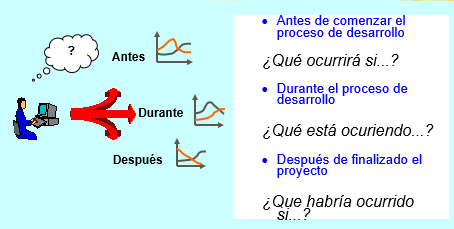 ?
Antes
Durante
Después
• Antes de comenzar el
proceso de desarrollo
¿Qué ocurrirá si...?
• Durante el proceso de
desarrollo
¿Qué está ocuriendo...?
• Después de finalizado el
proyecto
¿Que habría ocurrido
si...?